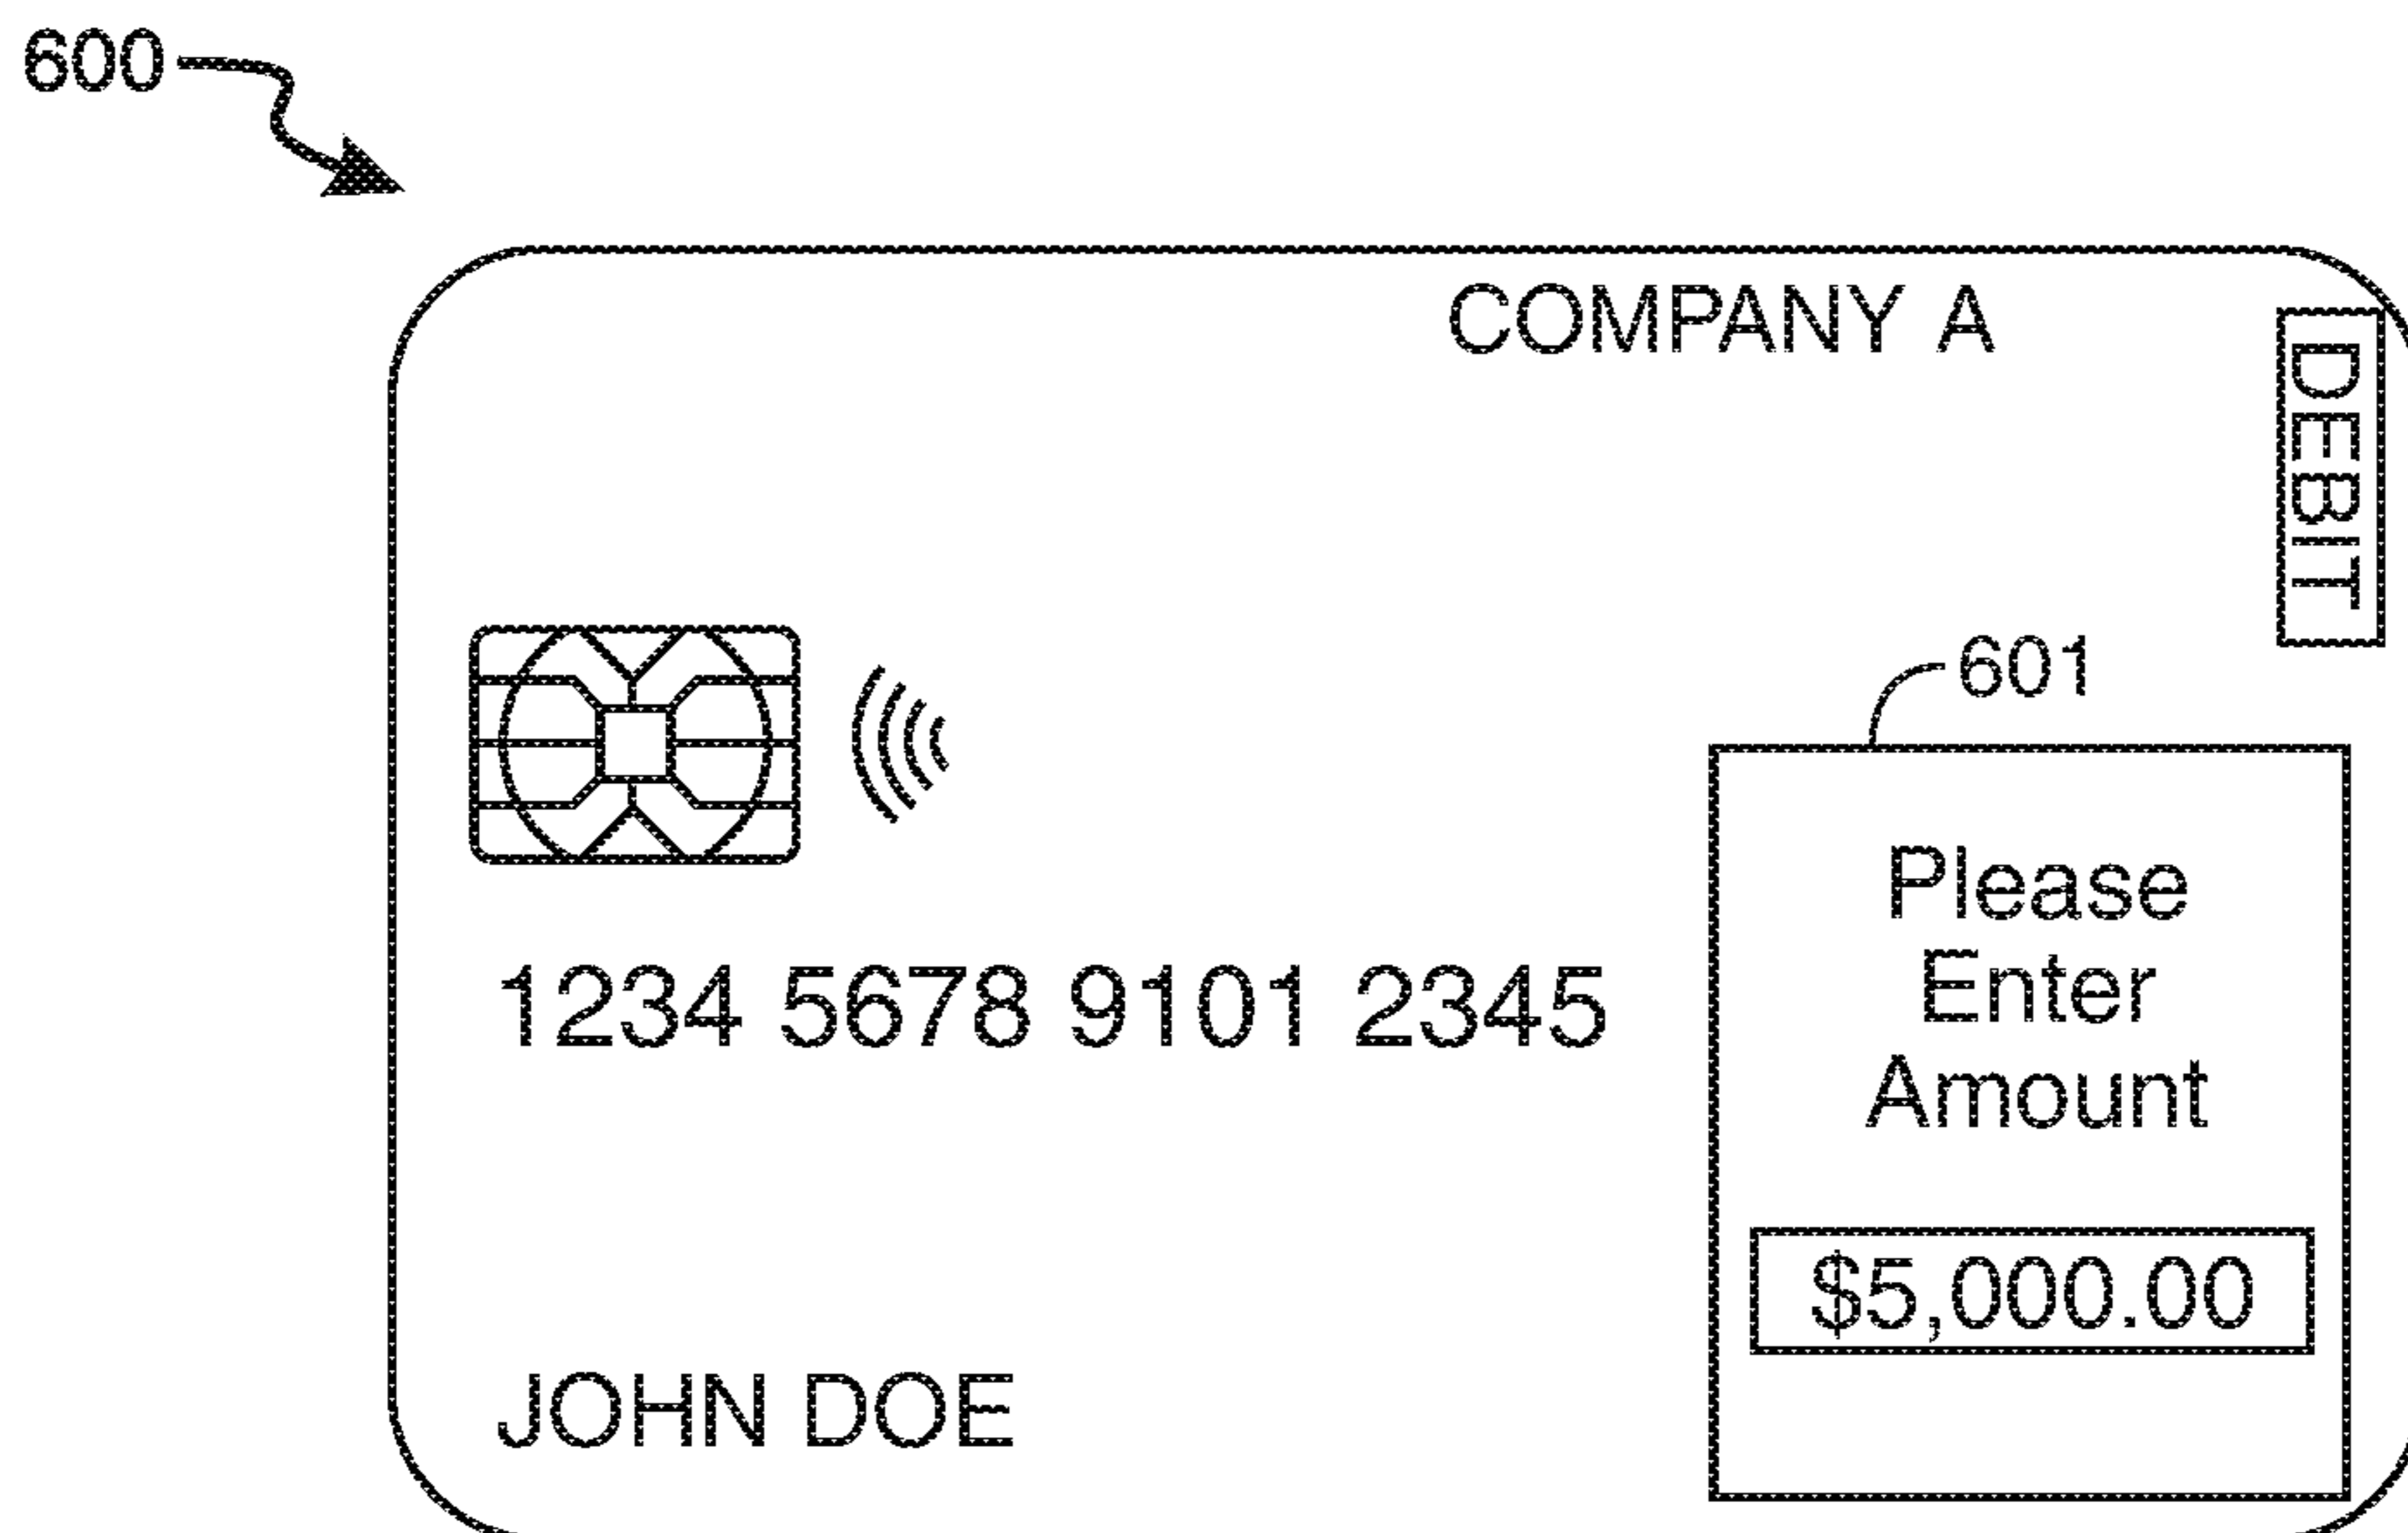 600
COMPANY A
DEBIT
601
Please
Enter
Amount
1234 5678 9101 2345
$5,000.00
JOHN DOE